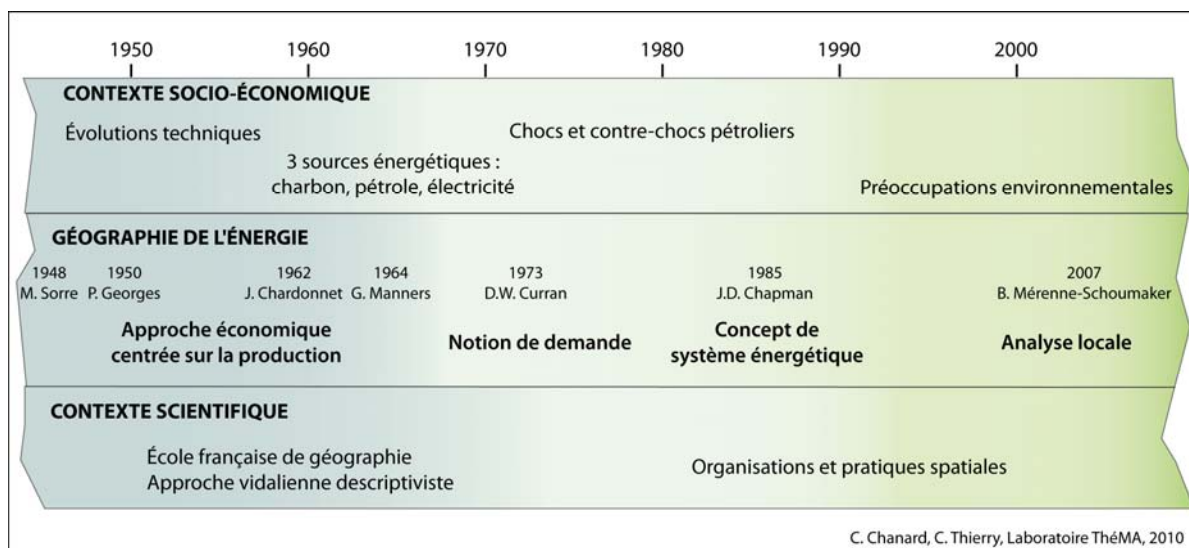 1950 1960 1970 1980 1990 2000
CONTEXTE SOCIO-ÉCONOMIQUE
Évolutions techniques
Chocs et contre-chocs pétroliers
3 sources énergétiques :
charbon, pétrole, électricité
Préoccupations environnementales
GÉOGRAPHIE DE L'ÉNERGIE
1948 1950 1962 1964 1973 1985 2007
M. Sorre P. Georges J. Chardonnet G. Manners D.W. Curran J.D. Chapman B. Mérenne-Schoumaker
Approche économique
centrée sur la production
Notion de demande
Concept de
système énergétique
Analyse locale
CONTEXTE SCIENTIFIQUE
École française de géographie
Approche vidalienne descriptiviste
Organisations et pratiques spatiales
C. Chanard, C. Thierry, Laboratoire ThéMA, 2010